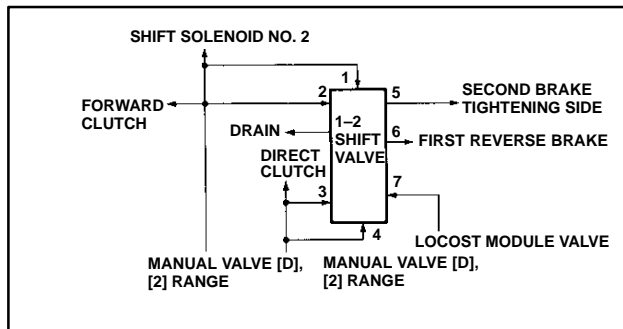 SHIFT SOLENOID NO. 2
1
2
5
SECOND BRAKE
TIGHTENING SIDE
FORWARD
CLUTCH
DRAIN
1–2
SHIFT
VALVE
6
FIRST REVERSE BRAKE
DIRECT
CLUTCH
3
7
4
LOCOST MODULE VALVE
MANUAL VALVE [D],
[2] RANGE
MANUAL VALVE [D],
[2] RANGE